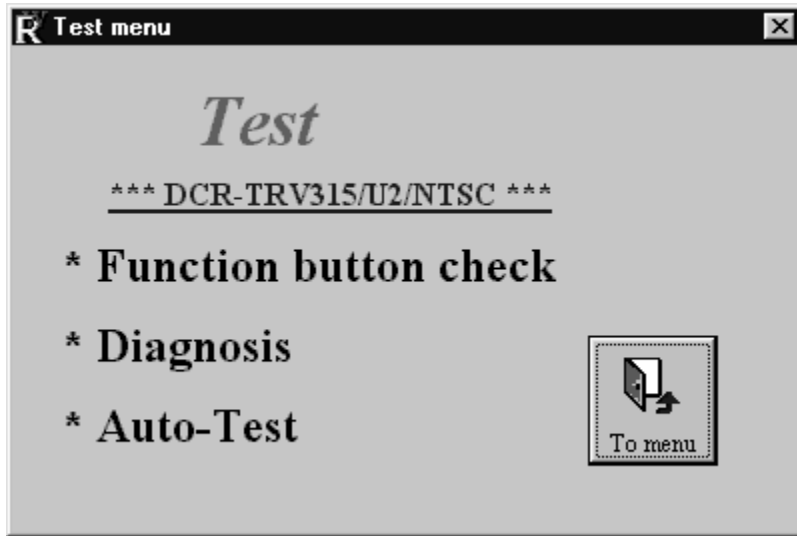 Test menu
Test
*** DCR-TRV315/U2/NTSC ***
* Function button check
* Diagnosis
* Auto-Test
To menu